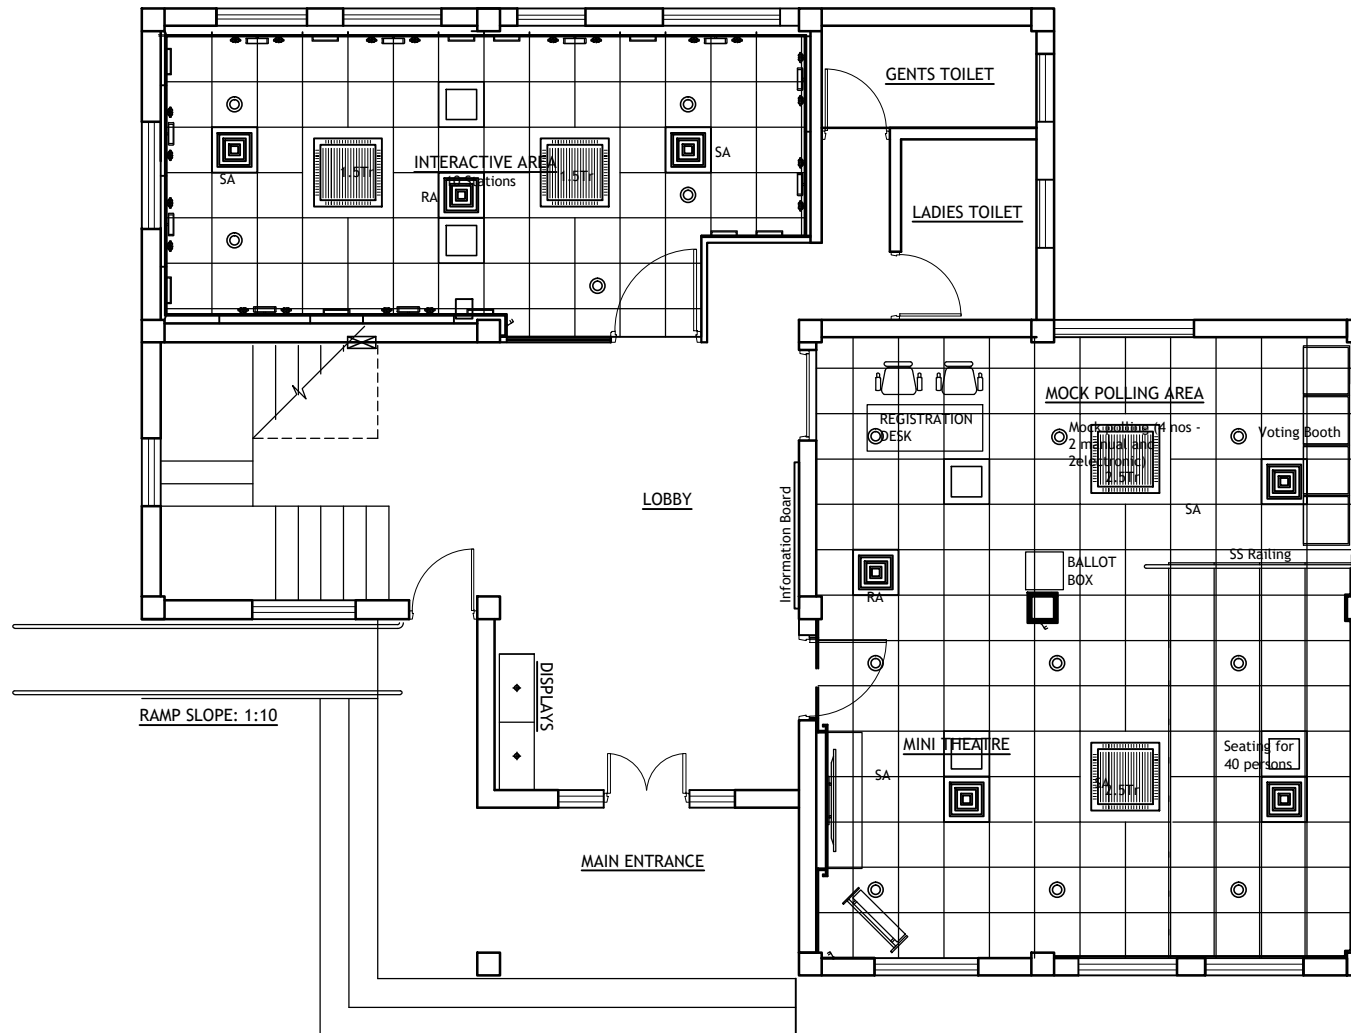 GENTS TOILET
INTERACTIVE AREA
10 Stations
1.5Tr
1.5Tr
SA
SA
RA
LADIES TOILET
MOCK POLLING AREA
REGISTRATION
DESK
Mock polling (4 nos -
2 manual and
2electronic)
2.5Tr
Voting Booth
SA
LOBBY
Information Board
SS Railing
BALLOT
BOX
RA
DISPLAYS
RAMP SLOPE: 1:10
MINI THEATRE
SA
SA
2.5Tr
Seating for
40 persons
MAIN ENTRANCE